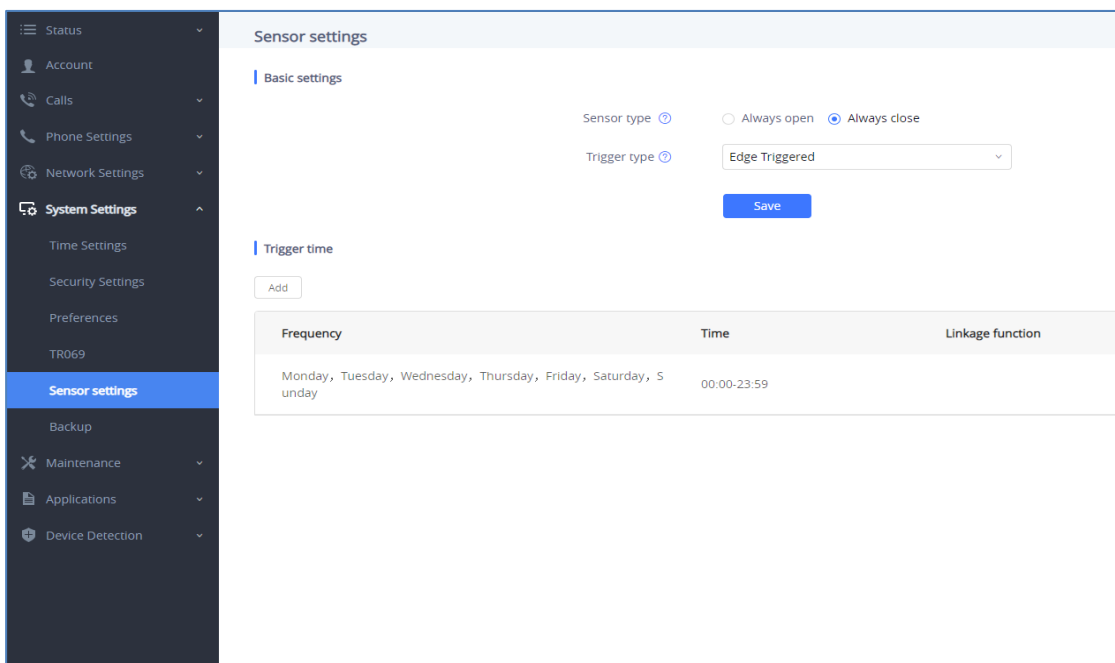 Status
Account
Calls
Phone Settings
Network Settings
System Settings
Time Settings
Security Settings
Preferences
TR069
Sensor settings
Backup
Maintenance
Applications
Device Detection
Sensor settings
Basic settings
Sensor type ? Always open Always close
Trigger type ? Edge Triggered
Save
Trigger time
Add
Frequency Time Linkage function
Monday，Tuesday，Wednesday，Thursday，Friday，Saturday，S
unday
00:00-23:59